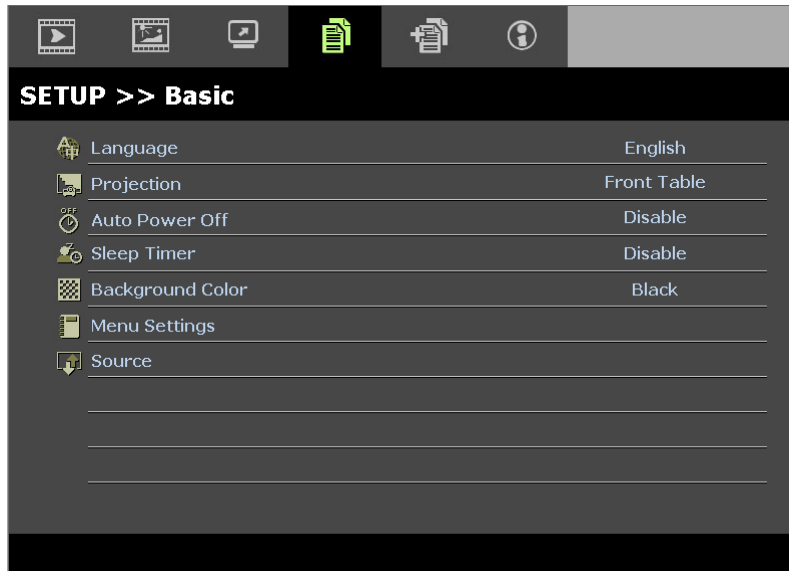 SETUP >> Basic
Language English
Projection Front Table
OFF
Auto Power Off Disable
Sleep Timer Disable
Background Color Black
Menu Settings
Source